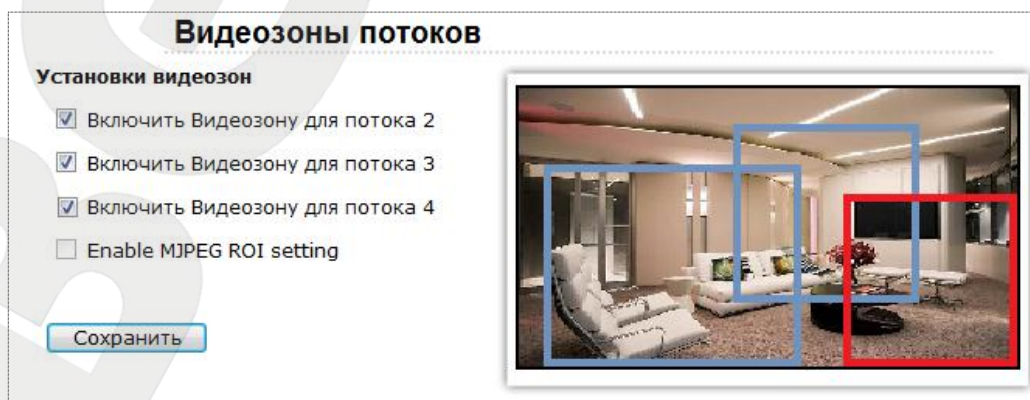 Видеозоны потоков
Установки видеозон
Включить Видеозону для потока 2
Включить Видеозону для потока 3
Включить Видеозону для потока 4
Enable MJPEG ROI setting
Сохранить